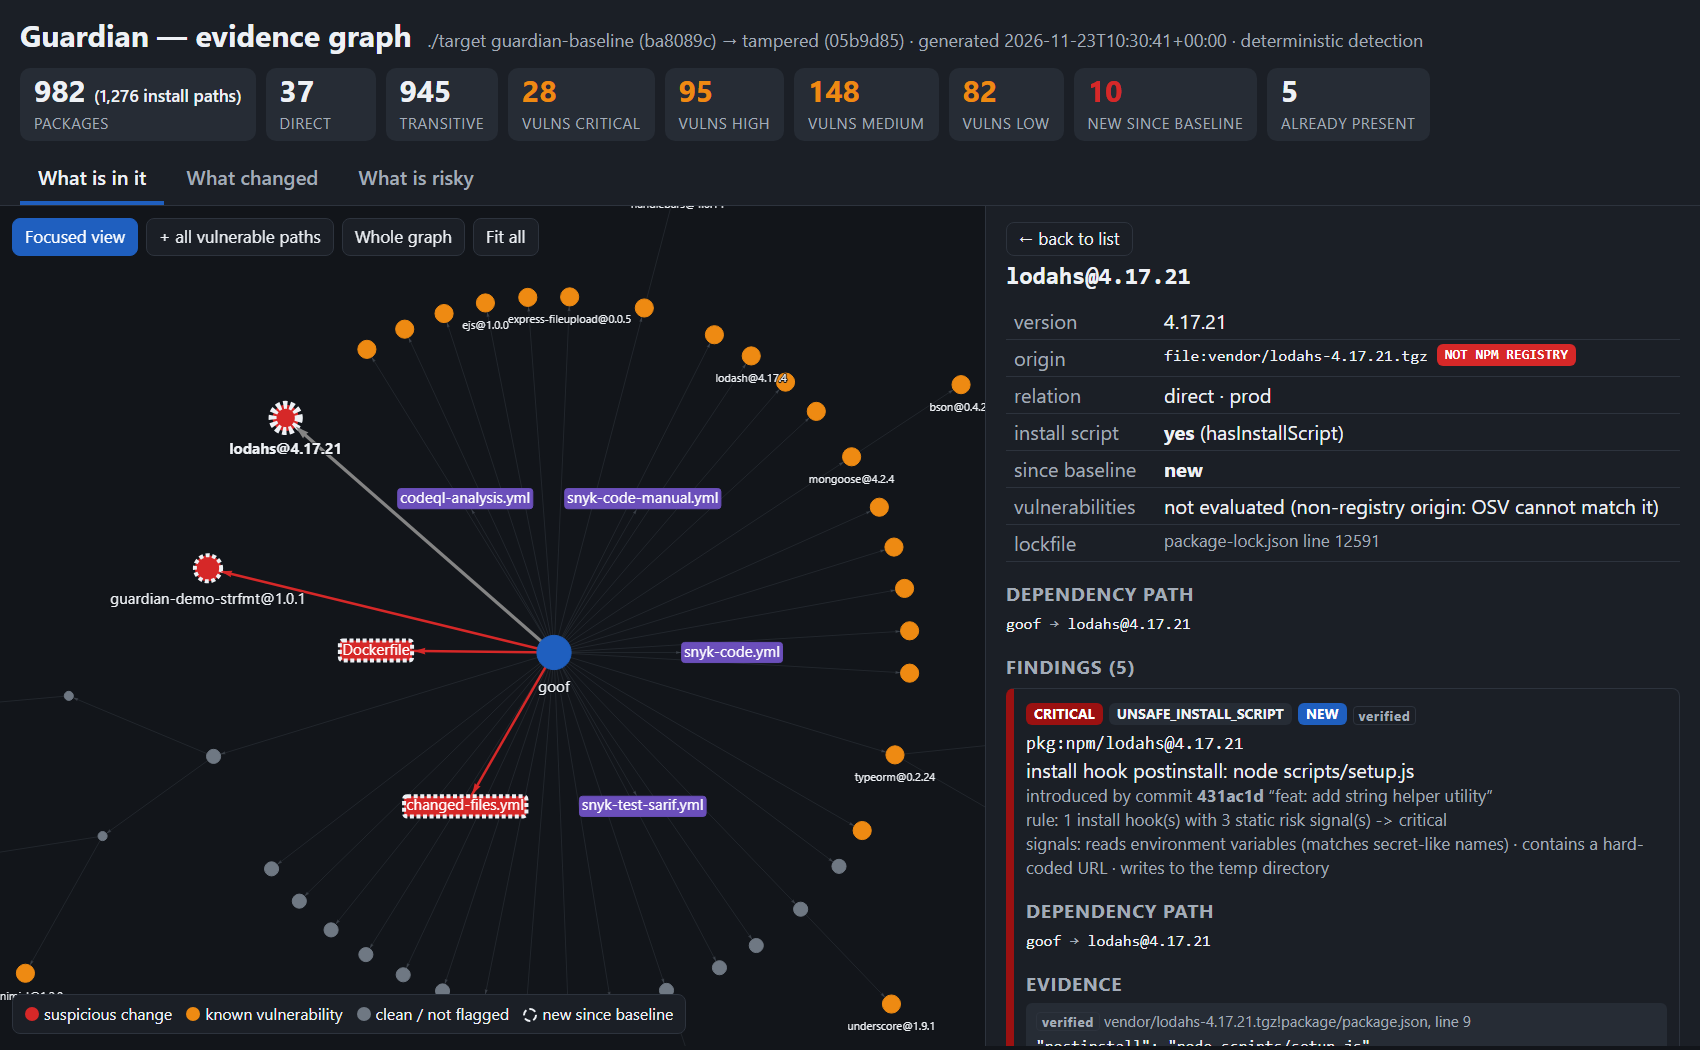 Guardian — evidence graph ./target guardian-baseline (ba8089c) → tampered (05b9d85) · generated 2026-11-23T10:30:41+00:00 · deterministic detection
982 (1,276 install paths)
PACKAGES
37
DIRECT
945
TRANSITIVE
28
VULNS CRITICAL
95
VULNS HIGH
148
VULNS MEDIUM
82
VULNS LOW
10
NEW SINCE BASELINE
5
ALREADY PRESENT
What is in it
What changed
What is risky
Focused view
+ all vulnerable paths
Whole graph
Fit all
ejs@1.0.0
express-fileupload@0.0.5
lodash@4.17.4
bson@0.4.2
lodahs@4.17.21
mongoose@4.2.4
codeql-analysis.yml
snyk-code-manual.yml
guardian-demo-strfmt@1.0.1
Dockerfile
snyk-code.yml
goof
typeorm@0.2.24
changed-files.yml
snyk-test-sarif.yml
underscore@1.9.1
suspicious change
known vulnerability
clean / not flagged
new since baseline
← back to list
lodahs@4.17.21
version 4.17.21
origin file:vendor/lodahs-4.17.21.tgz NOT NPM REGISTRY
relation direct · prod
install script yes (hasInstallScript)
since baseline new
vulnerabilities not evaluated (non-registry origin: OSV cannot match it)
lockfile package-lock.json line 12591
DEPENDENCY PATH
goof → lodahs@4.17.21
FINDINGS (5)
CRITICAL UNSAFE_INSTALL_SCRIPT NEW verified
pkg:npm/lodahs@4.17.21
install hook postinstall: node scripts/setup.js
introduced by commit 431ac1d “feat: add string helper utility”
rule: 1 install hook(s) with 3 static risk signal(s) -> critical
signals: reads environment variables (matches secret-like names) · contains a hard-
coded URL · writes to the temp directory
DEPENDENCY PATH
goof → lodahs@4.17.21
EVIDENCE
verified vendor/lodahs-4.17.21.tgz!package/package.json, line 9
"postinstall": "node scripts/setup.js"